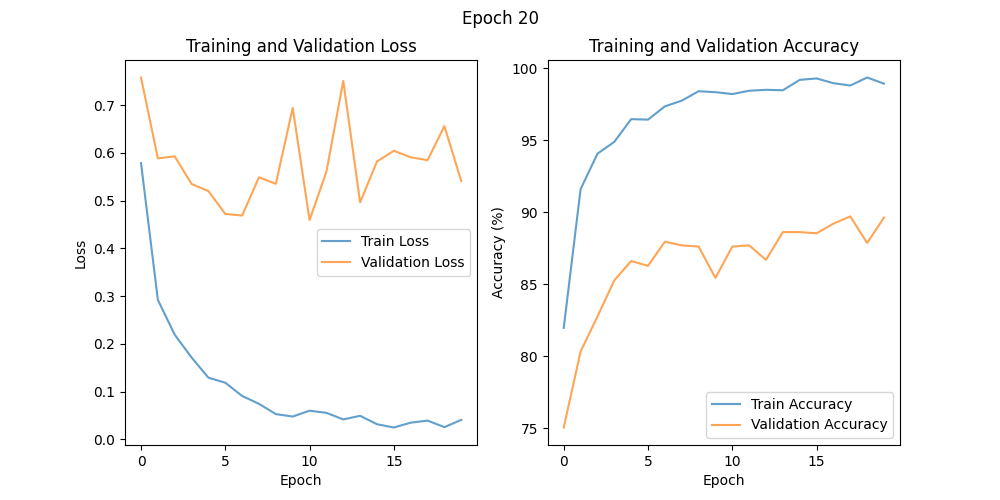 Epoch 20
Training and Validation Loss
0.7
0.6
0.5
0.4
0.3
0.2
0.1
0.0
Loss
Train Loss
Validation Loss
0 5 10 15
Epoch
Training and Validation Accuracy
100
95
90
85
80
75
Accuracy (%)
Train Accuracy
Validation Accuracy
0 5 10 15
Epoch